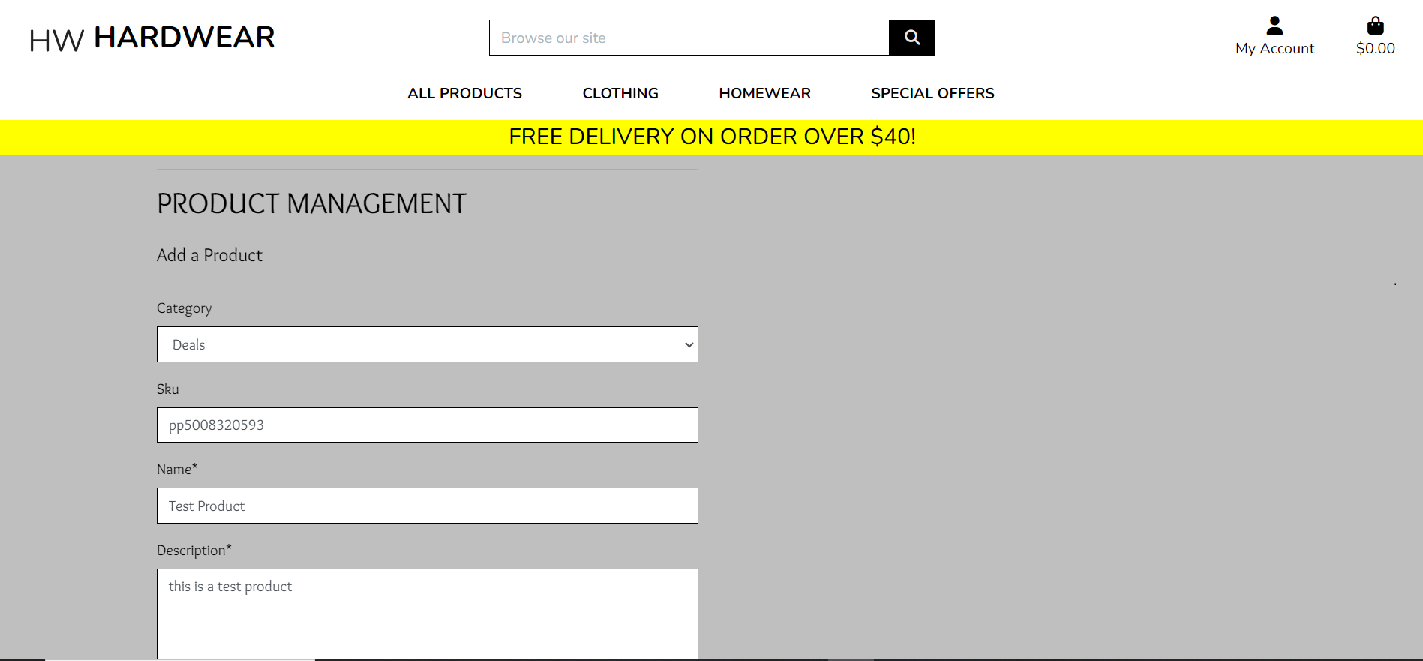 HW HARDWEAR
Browse our site
My Account
$0.00
ALL PRODUCTS CLOTHING HOMEWEAR SPECIAL OFFERS
FREE DELIVERY ON ORDER OVER $40!
PRODUCT MANAGEMENT
Add a Product
Category
Deals
Sku
pp5008320593
Name*
Test Product
Description*
this is a test product